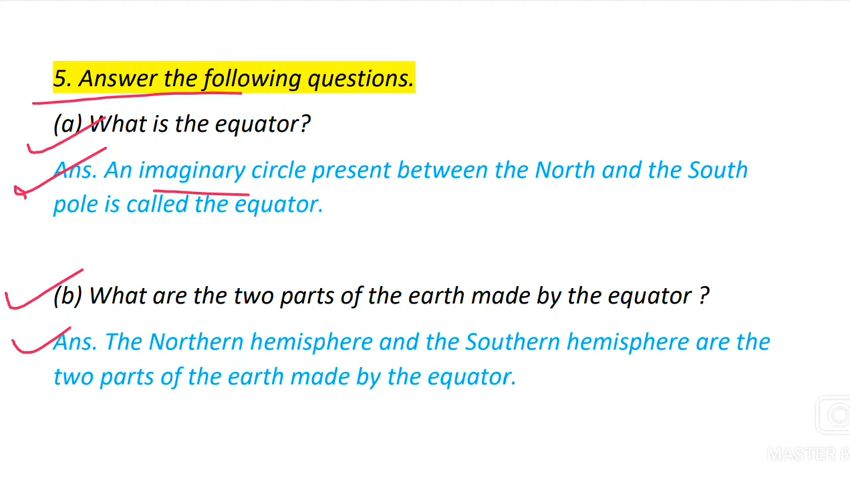 5. Answer the following questions.
(a) What is the equator?
Ans. An imaginary circle present between the North and the South
pole is called the equator.
(b) What are the two parts of the earth made by the equator ?
Ans. The Northern hemisphere and the Southern hemisphere are the
two parts of the earth made by the equator.
MASTER